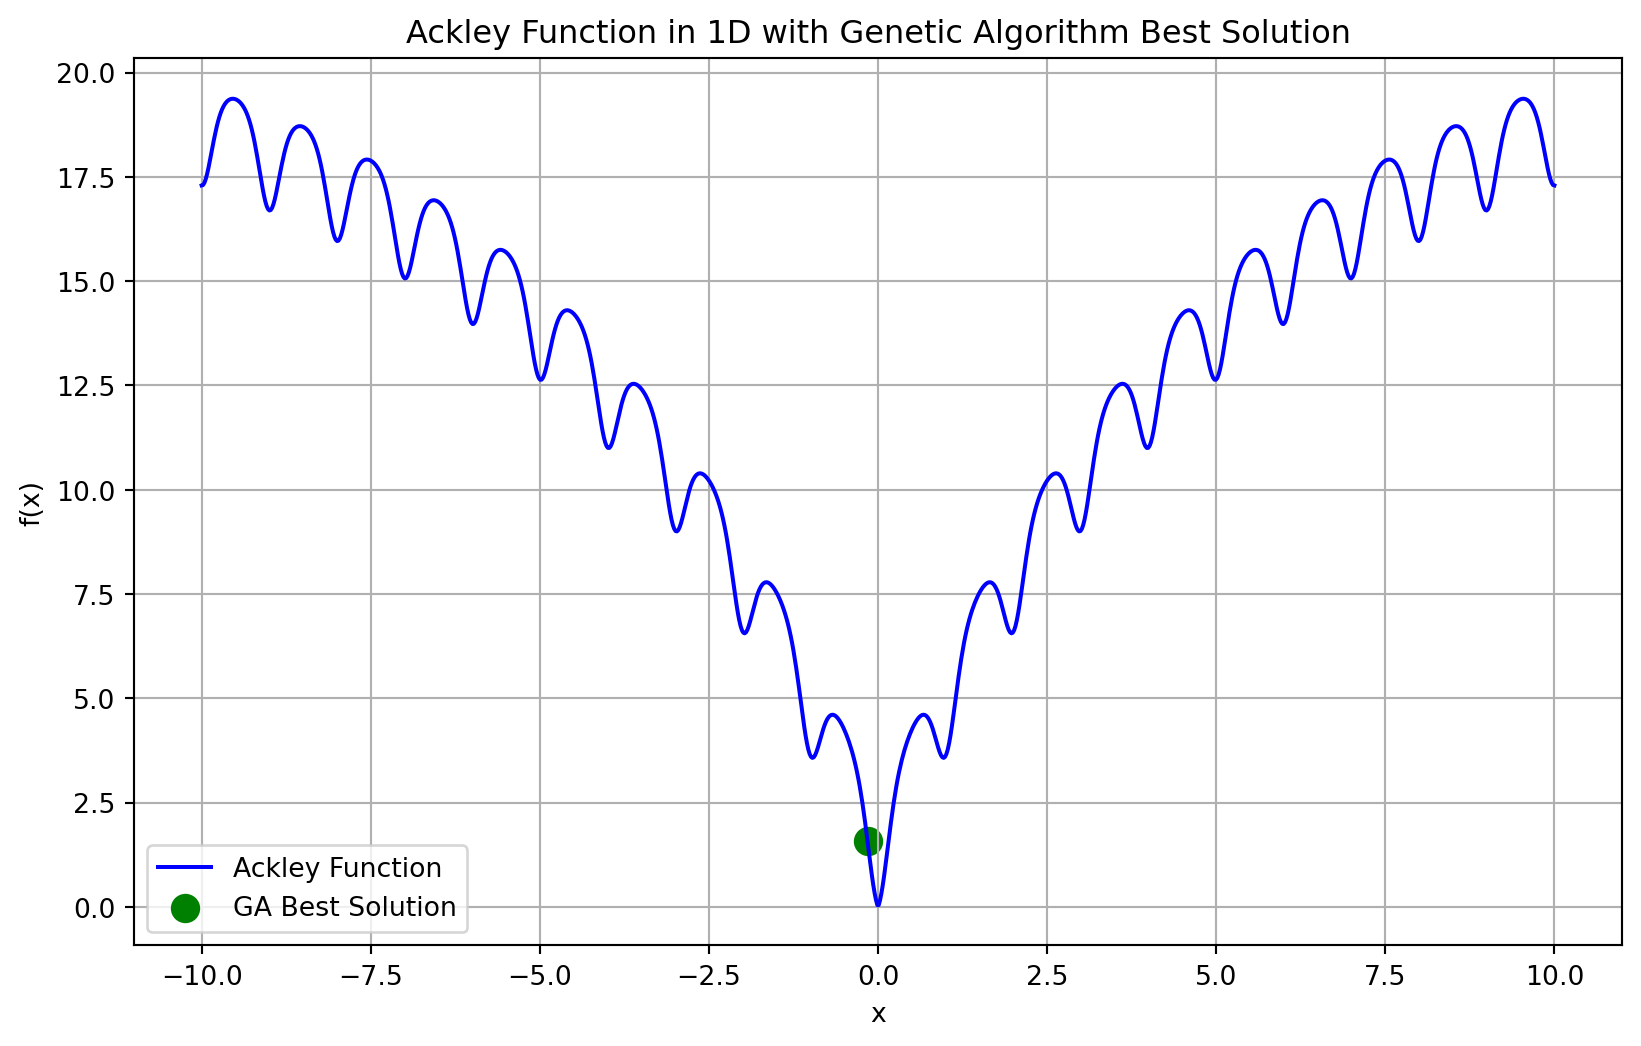 Ackley Function in 1D with Genetic Algorithm Best Solution
20.0
17.5
15.0
12.5
10.0
7.5
5.0
2.5
0.0
f(x)
Ackley Function
GA Best Solution
−10.0 −7.5 −5.0 −2.5 0.0 2.5 5.0 7.5 10.0
x